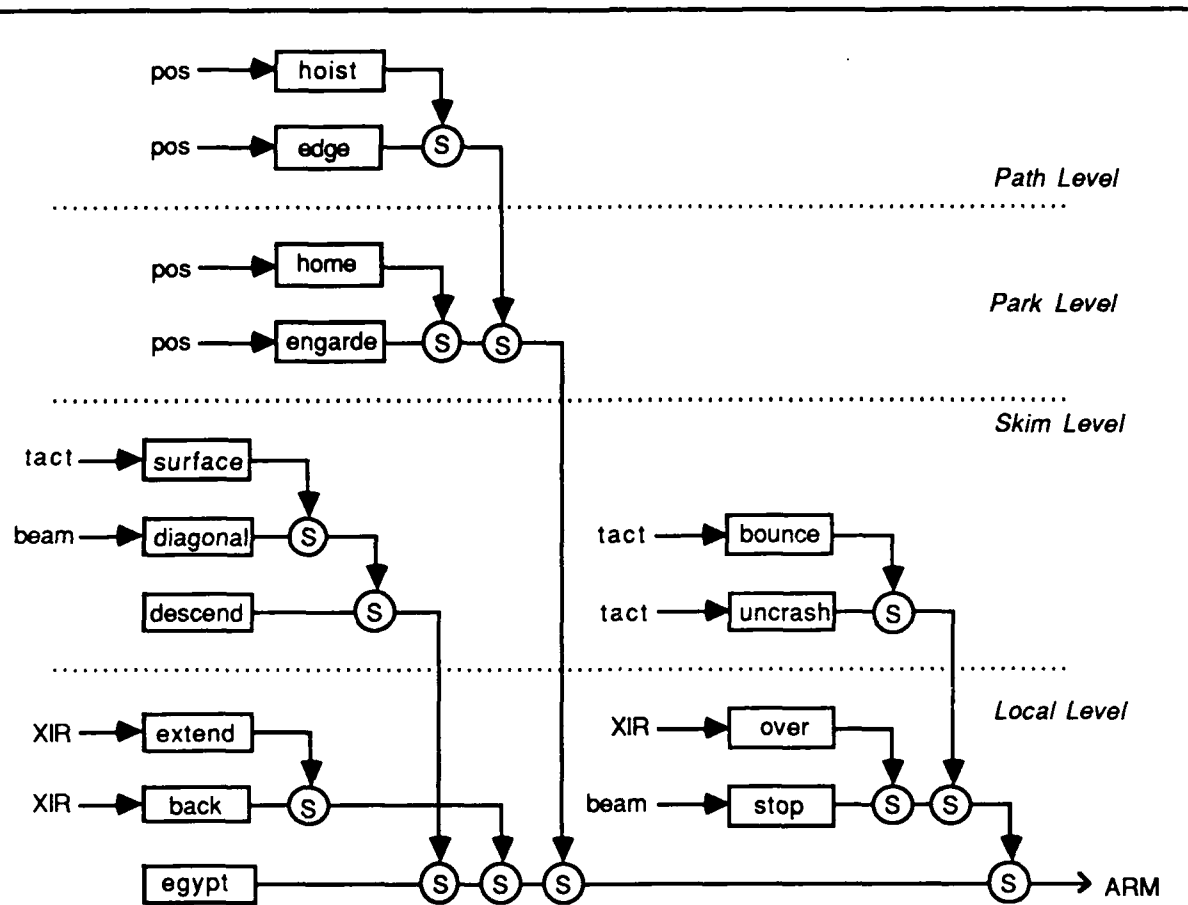 pos hoist
pos edge S
Path Level
pos home
Park Level
pos engarde S S
Skim Level
tact surface
beam diagonal S tact bounce
descend S tact uncrash S
Local Level
XIR extend XIR over
XIR back S beam stop S S
egypt S S S S ARM